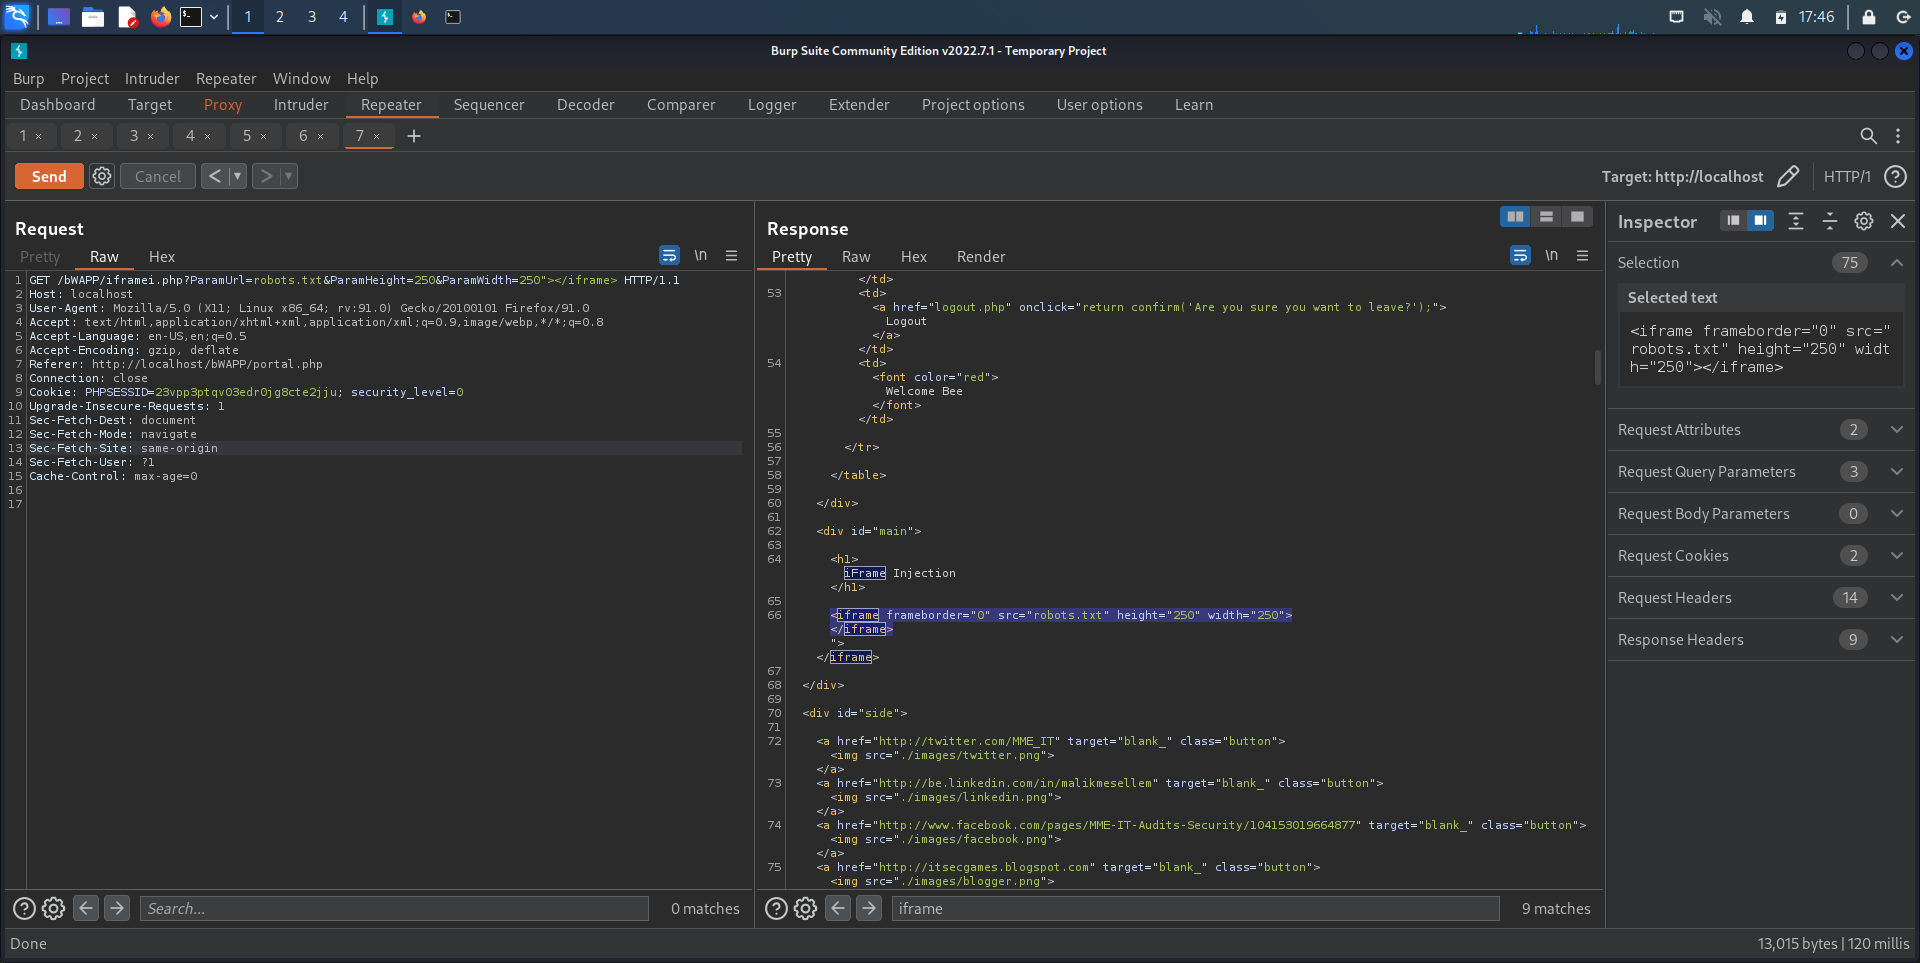 1 2 3 4 17:46
Burp Suite Community Edition v2022.7.1 - Temporary Project
Burp Project Intruder Repeater Window Help
Dashboard Target Proxy Intruder Repeater Sequencer Decoder Comparer Logger Extender Project options User options Learn
1 × 2 × 3 × 4 × 5 × 6 × 7 × +
Send Cancel < > Target: http://localhost HTTP/1 ?
Request
Pretty Raw Hex \n
1 GET /bWAPP/iframei.php?ParamUrl=robots.txt&ParamHeight=250&ParamWidth=250"></iframe> HTTP/1.1
2 Host: localhost
3 User-Agent: Mozilla/5.0 (X11; Linux x86_64; rv:91.0) Gecko/20100101 Firefox/91.0
4 Accept: text/html,application/xhtml+xml,application/xml;q=0.9,image/webp,*/*;q=0.8
5 Accept-Language: en-US,en;q=0.5
6 Accept-Encoding: gzip, deflate
7 Referer: http://localhost/bWAPP/portal.php
8 Connection: close
9 Cookie: PHPSESSID=23vpp3ptqv03edr0jg8cte2jju; security_level=0
10 Upgrade-Insecure-Requests: 1
11 Sec-Fetch-Dest: document
12 Sec-Fetch-Mode: navigate
13 Sec-Fetch-Site: same-origin
14 Sec-Fetch-User: ?1
15 Cache-Control: max-age=0
16
17
? Search... 0 matches
Response
Pretty Raw Hex Render \n
</td>
53 <td>
<a href="logout.php" onclick="return confirm('Are you sure you want to leave?');">
Logout
</a>
</td>
54 <td>
<font color="red">
Welcome Bee
</font>
</td>
55
56 </tr>
57
58 </table>
59
60 </div>
61
62 <div id="main">
63
64 <h1>
iFrame Injection
</h1>
65
66 <iframe frameborder="0" src="robots.txt" height="250" width="250">
</iframe>
">
</iframe>
67
68 </div>
69
70 <div id="side">
71
72 <a href="http://twitter.com/MME_IT" target="blank_" class="button">
<img src="./images/twitter.png">
</a>
73 <a href="http://be.linkedin.com/in/malikmesellem" target="blank_" class="button">
<img src="./images/linkedin.png">
</a>
74 <a href="http://www.facebook.com/pages/MME-IT-Audits-Security/104153019664877" target="blank_" class="button">
<img src="./images/facebook.png">
</a>
75 <a href="http://itsecgames.blogspot.com" target="blank_" class="button">
<img src="./images/blogger.png">
? iframe 9 matches
Inspector
Selection 75
Selected text
<iframe frameborder="0" src="
robots.txt" height="250" widt
h="250"></iframe>
Request Attributes 2
Request Query Parameters 3
Request Body Parameters 0
Request Cookies 2
Request Headers 14
Response Headers 9
Done 13,015 bytes | 120 millis